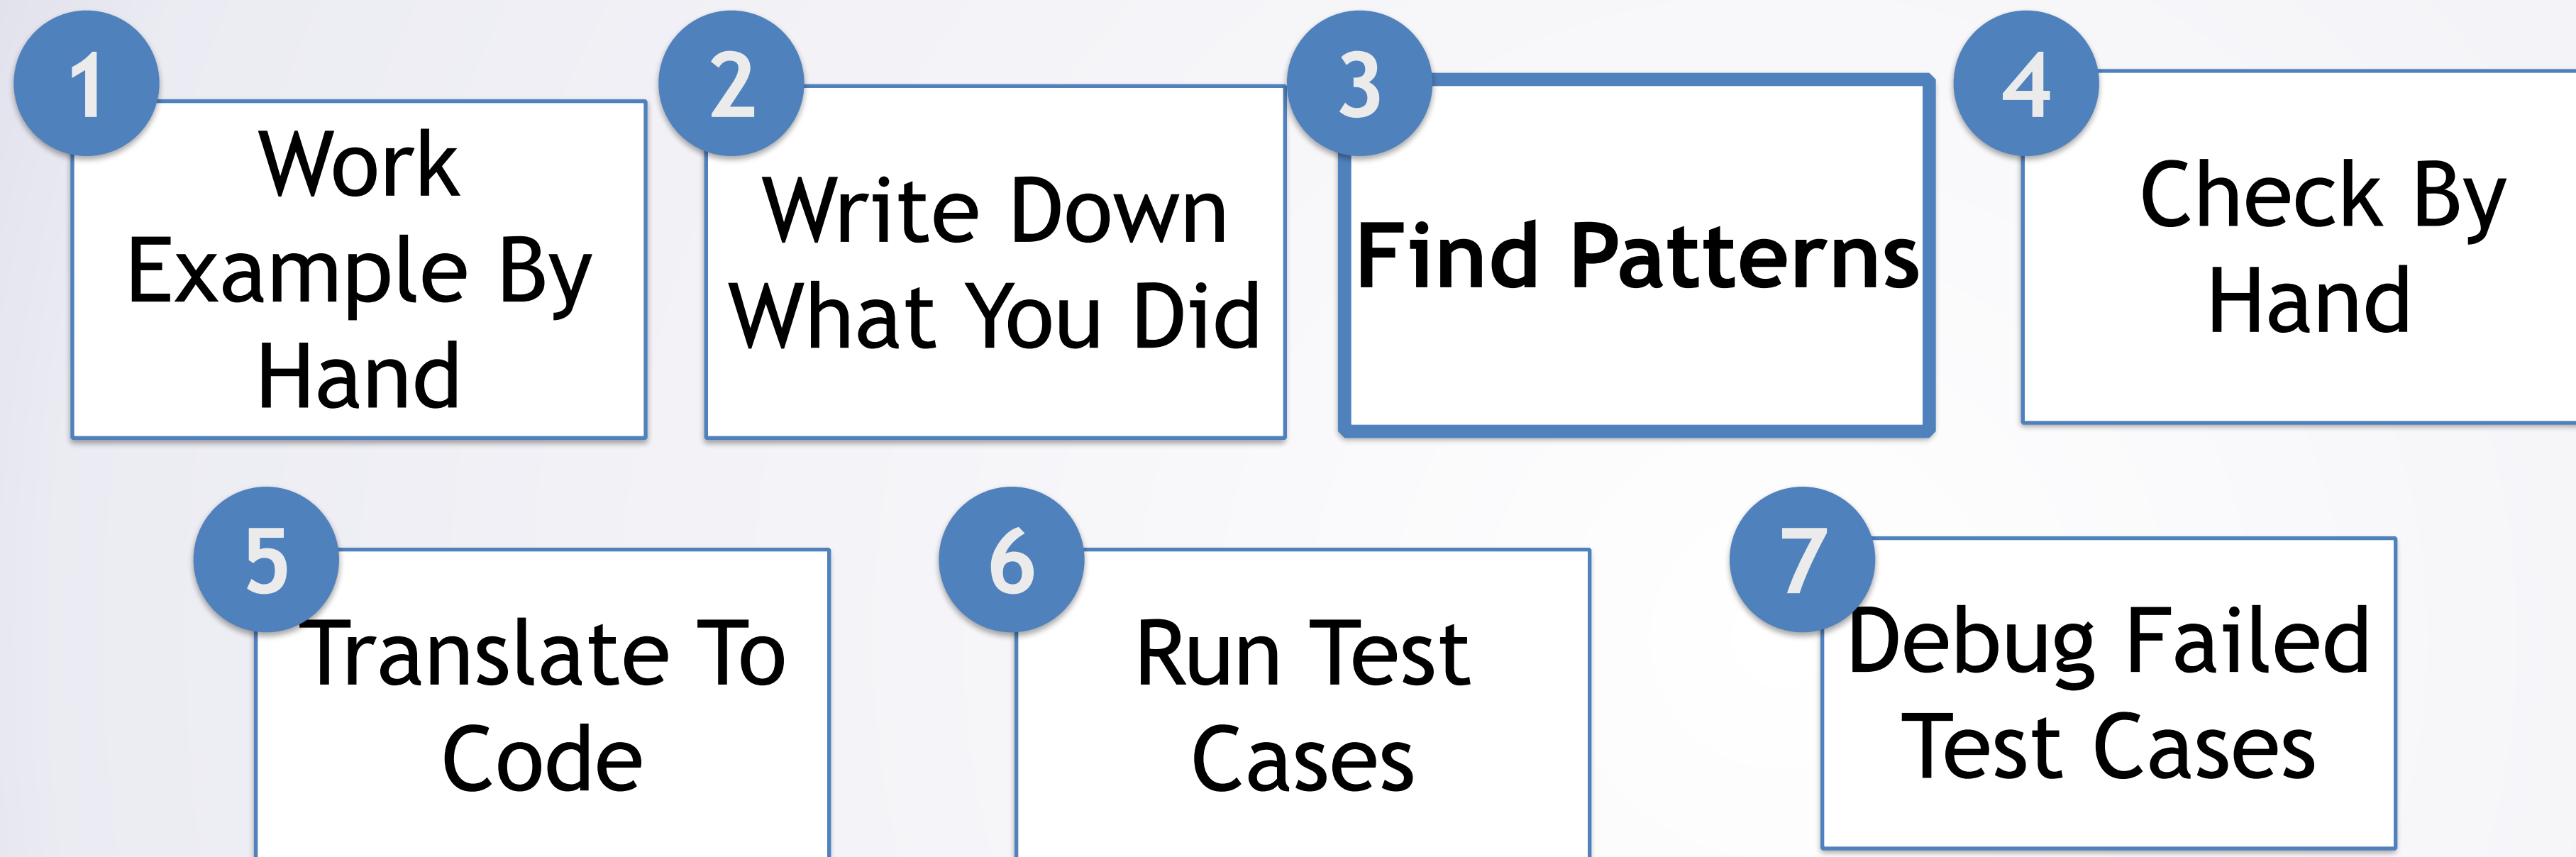 1
Work
Example By
Hand
2
Write Down
What You Did
3
Find Patterns
4
Check By
Hand
5
Translate To
Code
6
Run Test
Cases
7
Debug Failed
Test Cases